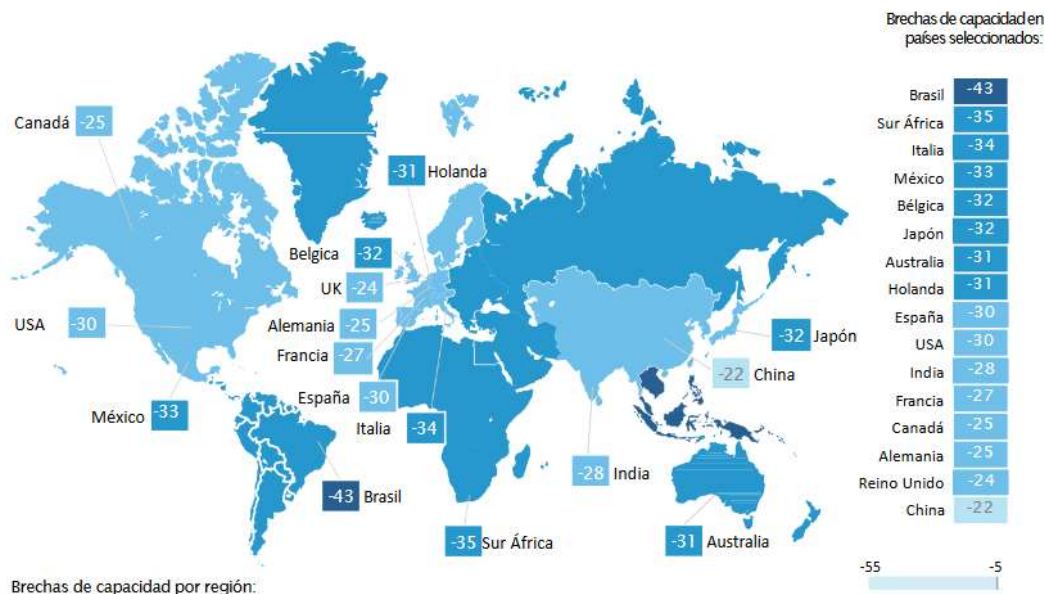 Brechas de capacidad en
países seleccionados:
Brasil -43
Sur África -35
Italia -34
México -33
Bélgica -32
Japón -32
Australia -31
Holanda -31
España -30
USA -30
India -28
Francia -27
Canadá -25
Alemania -25
Reino Unido -24
China -22
-55 -5
Canadá -25
-31 Holanda
Belgica -32
UK -24
USA -30
Alemania -25
Francia -27
-32 Japón
España -30
-22 China
México -33
Italia -34
-28 India
-43 Brasil
-35 Sur África
-31 Australia
Brechas de capacidad por región: